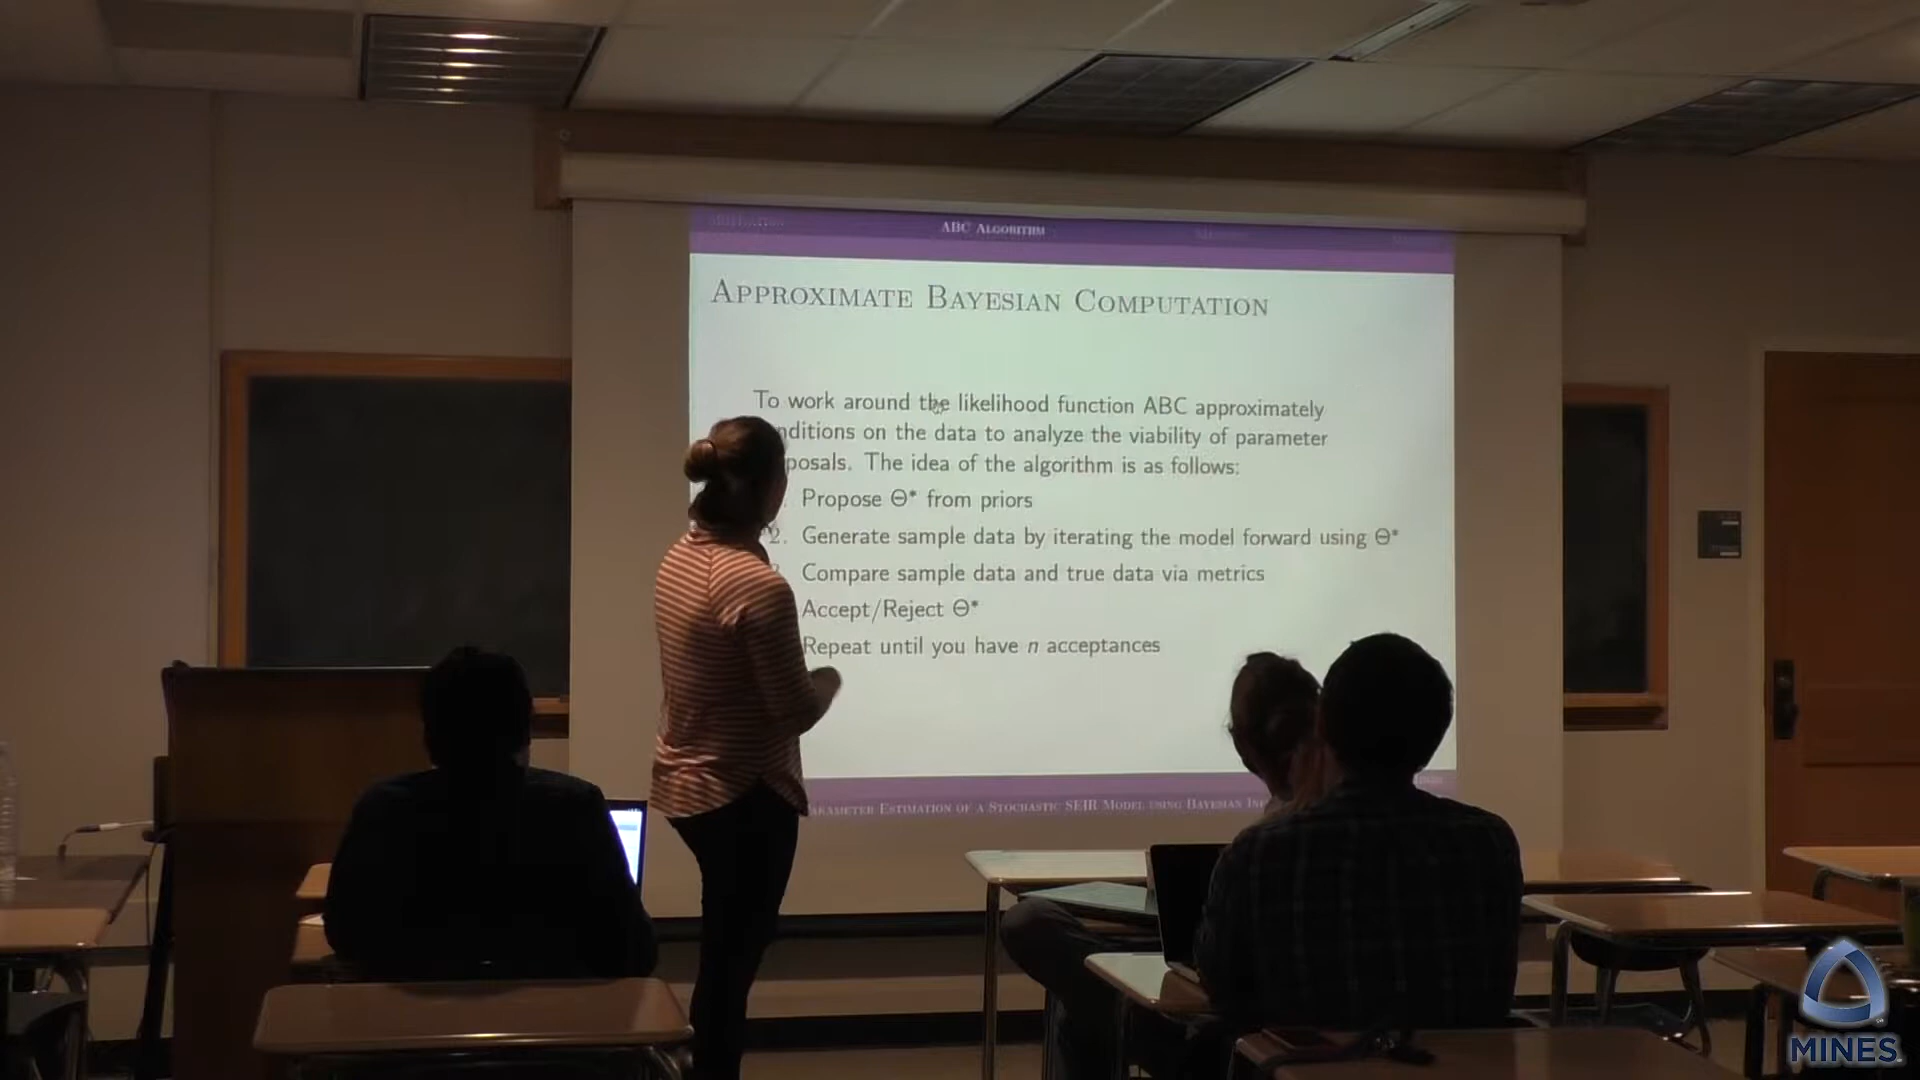 ABC Algorithm
Approximate Bayesian Computation
To work around the likelihood function ABC approximately
nditions on the data to analyze the viability of parameter
posals. The idea of the algorithm is as follows:
Propose Θ* from priors
2. Generate sample data by iterating the model forward using Θ*
Compare sample data and true data via metrics
Accept/Reject Θ*
Repeat until you have n acceptances
arameter Estimation of a Stochastic SEIR Model using Bayesian In
MINES